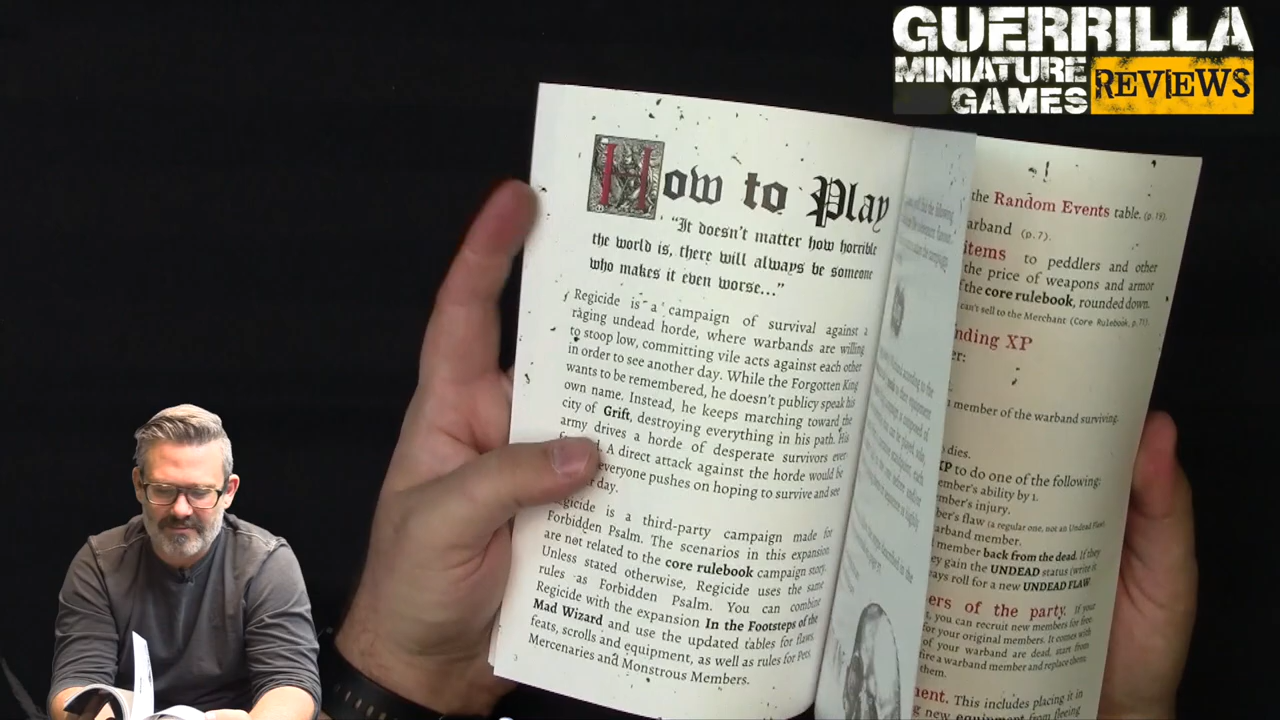 GUERRILLA
MINIATURE
GAMES
REVIEWS
How to Play
"It doesn't matter how horrible
the world is, there will always be someone
who makes it even worse..."
Regicide is a campaign of survival against a
raging undead horde, where warbands are willing
to stoop low, committing vile acts against each other
in order to see another day. While the Forgotten King
wants to be remembered, he doesn't publicy speak his
own name. Instead, he keeps marching toward the
city of Grift, destroying everything in his path. His
army drives a horde of desperate survivors ever-
A direct attack against the horde would be
everyone pushes on hoping to survive and see
day.
Regicide is a third-party campaign made for
Forbidden Psalm. The scenarios in this expansion
are not related to the core rulebook campaign story.
Unless stated otherwise, Regicide uses the same
rules as Forbidden Psalm. You can combine
Regicide with the expansion In the Footsteps of the
Mad Wizard and use the updated tables for flaws,
feats, scrolls and equipment, as well as rules for Pets,
Mercenaries and Monstrous Members.
the Random Events table. (p.19).
arband (p.7).
items to peddlers and other
the price of weapons and armor
f the core rulebook, rounded down.
can't sell to the Merchant (Core Rulebook, p.71).
nding XP
er:
member of the warband surviving.
dies.
XP to do one of the following:
ember's ability by 1.
mber's injury.
ber's flaw (a regular one, not an Undead Flaw)
arband member.
member back from the dead. If they
ey gain the UNDEAD status (write it
ays roll for a new UNDEAD FLAW
ers of the party. If your
, you can recruit new members for free
for your original members. It comes with
of your warband are dead, start from
fire a warband member and replace them
them.
nent. This includes placing it in
g new equipment from fleeing